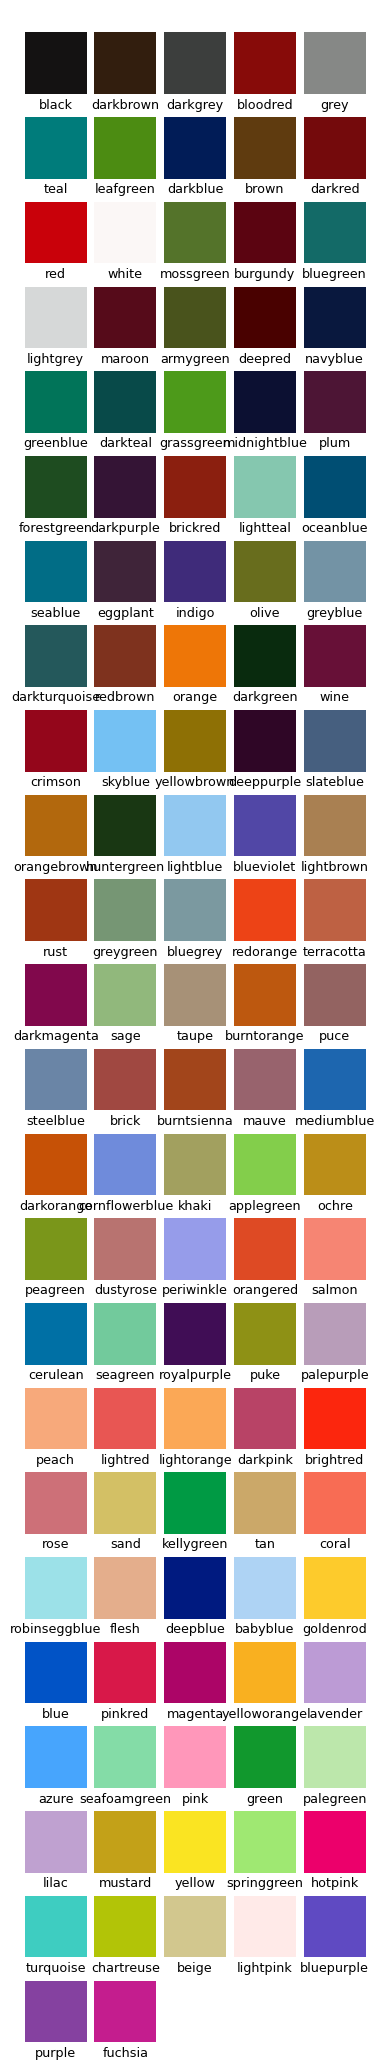 black darkbrown darkgrey bloodred grey
teal leafgreen darkblue brown darkred
red white mossgreen burgundy bluegreen
lightgrey maroon armygreen deepred navyblue
greenblue darkteal grassgreen midnightblue plum
forestgreen darkpurple brickred lightteal oceanblue
seablue eggplant indigo olive greyblue
darkturquoise redbrown orange darkgreen wine
crimson skyblue yellowbrown deeppurple slateblue
orangebrown huntergreen lightblue blueviolet lightbrown
rust greygreen bluegrey redorange terracotta
darkmagenta sage taupe burntorange puce
steelblue brick burntsienna mauve mediumblue
darkorange cornflowerblue khaki applegreen ochre
peagreen dustyrose periwinkle orangered salmon
cerulean seagreen royalpurple puke palepurple
peach lightred lightorange darkpink brightred
rose sand kellygreen tan coral
robinseggblue flesh deepblue babyblue goldenrod
blue pinkred magenta yelloworange lavender
azure seafoamgreen pink green palegreen
lilac mustard yellow springgreen hotpink
turquoise chartreuse beige lightpink bluepurple
purple fuchsia